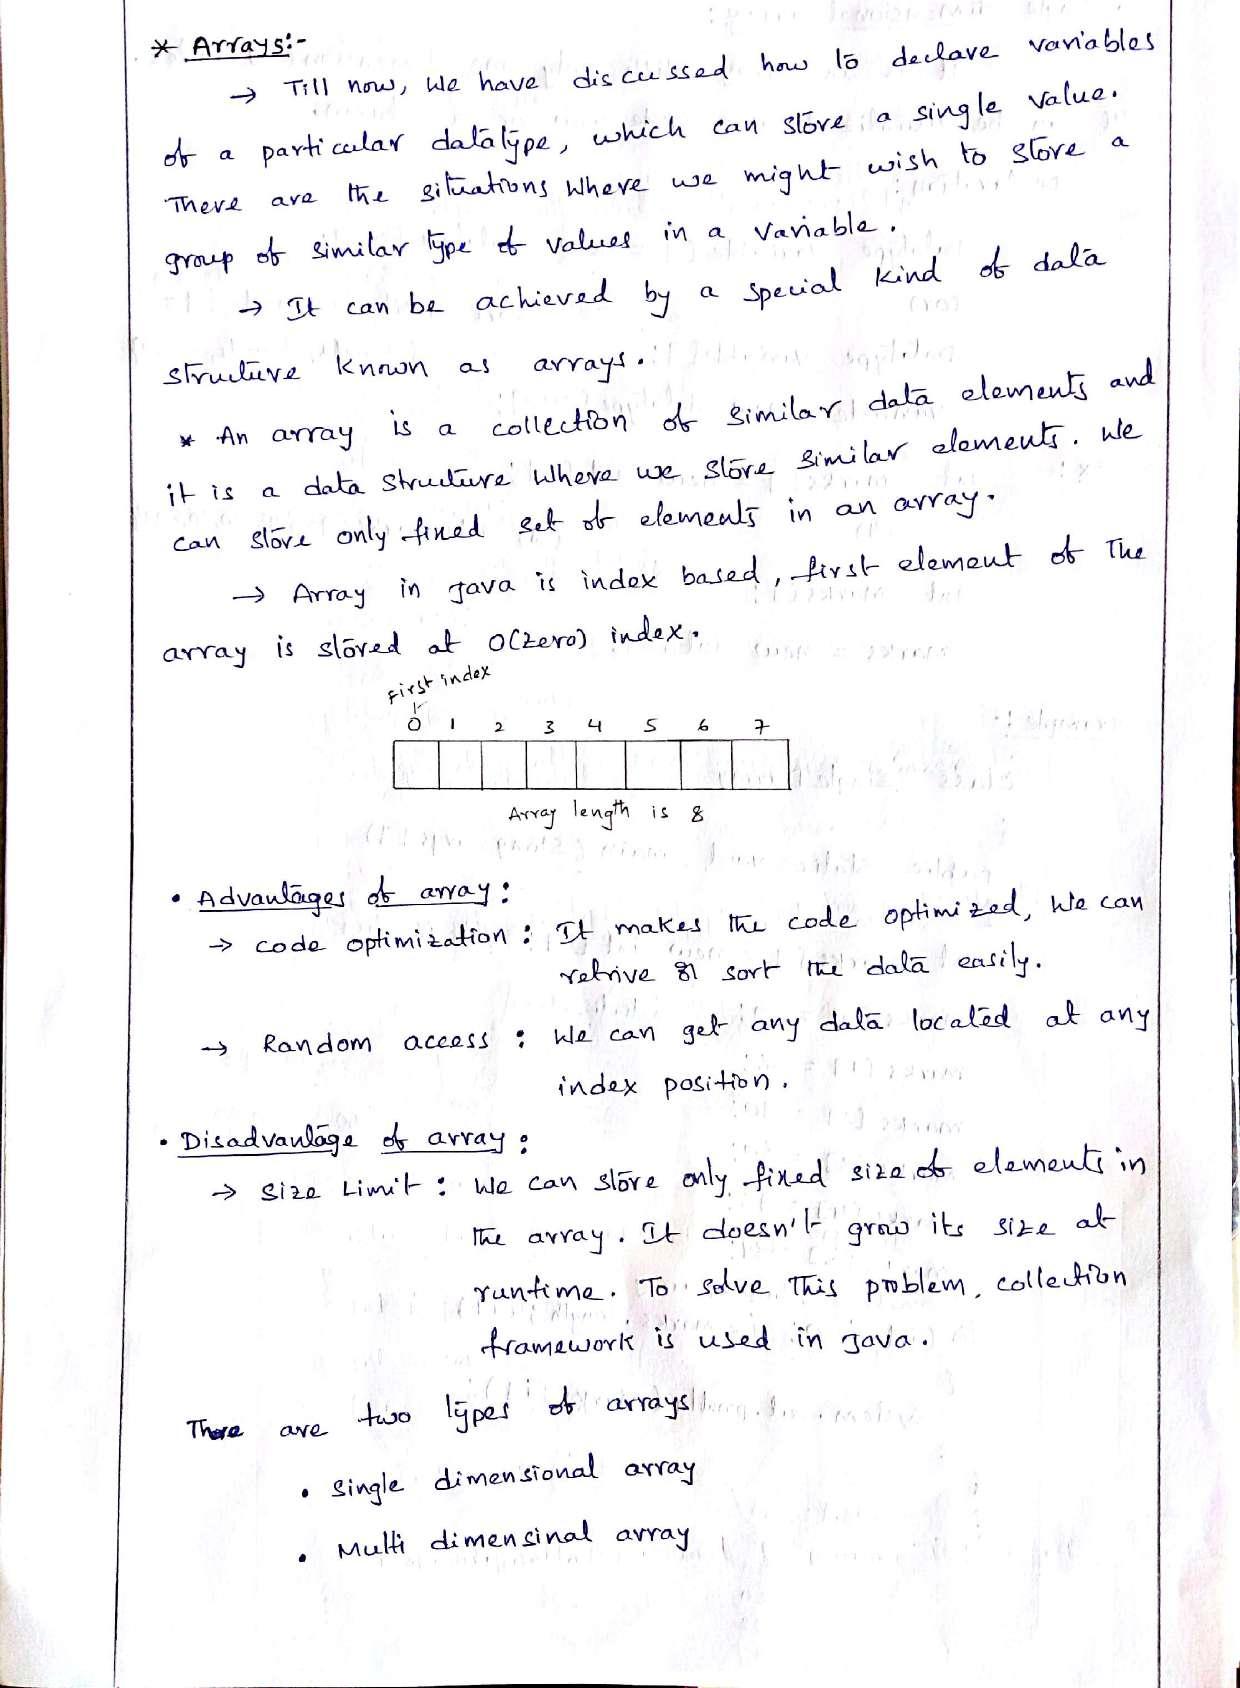 * Arrays:-
→ Till now, we have discussed how to declare variables
of a particular datatype, which can store a single value.
There are the situations where we might wish to store a
group of similar type of values in a variable.
→ It can be achieved by a special kind of data
structure known as arrays.
* An array is a collection of similar data elements and
it is a data structure where we store similar elements. We
can store only fixed set of elements in an array.
→ Array in java is index based, first element of the
array is stored at 0(zero) index.
First index
0 1 2 3 4 5 6 7
Array length is 8
• Advantages of array:
→ code optimization: It makes the code optimized, we can
retrive or sort the data easily.
→ Random access: We can get any data located at any
index position.
• Disadvantage of array:
→ Size Limit: We can store only fixed size of elements in
the array. It doesn't grow its size at
runtime. To solve this problem, collection
framework is used in java.
There are two types of arrays
• Single dimensional array
• Multi dimensinal array